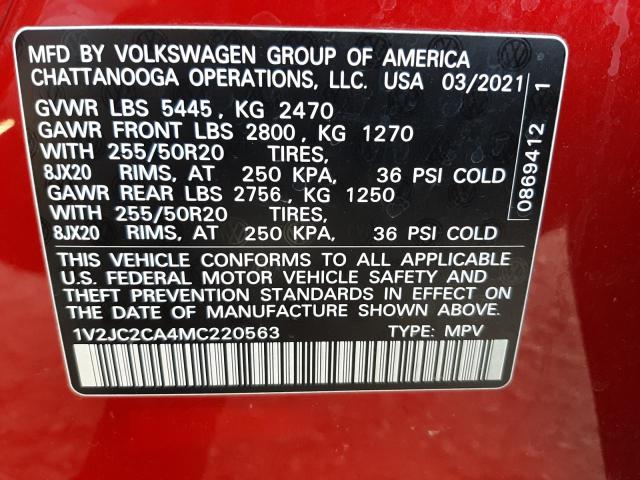 MFD BY VOLKSWAGEN GROUP OF AMERICA
CHATTANOOGA OPERATIONS, LLC. USA 03/2021
GVWR LBS 5445, KG 2470
GAWR FRONT LBS 2800, KG 1270
WITH 255/50R20 TIRES,
8JX20 RIMS, AT 250 KPA, 36 PSI COLD
GAWR REAR LBS 2756, KG 1250
WITH 255/50R20 TIRES,
8JX20 RIMS, AT 250 KPA, 36 PSI COLD
THIS VEHICLE CONFORMS TO ALL APPLICABLE
U.S. FEDERAL MOTOR VEHICLE SAFETY AND
THEFT PREVENTION STANDARDS IN EFFECT ON
THE DATE OF MANUFACTURE SHOWN ABOVE.
1V2JC2CA4MC220563 TYPE: MPV
0869412 1